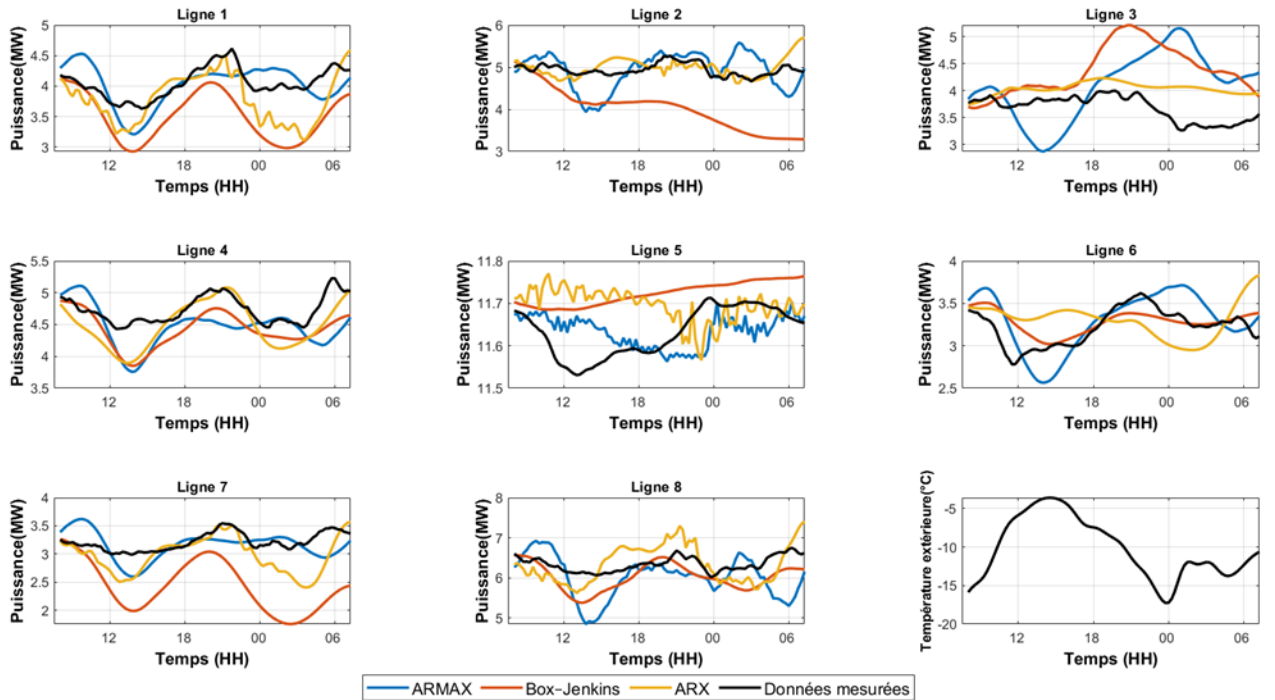 Ligne 1
Puissance(MW)
5
4.5
4
3.5
3
12 18 00 06
Temps (HH)
Ligne 2
Puissance(MW)
6
5
4
3
12 18 00 06
Temps (HH)
Ligne 3
Puissance(MW)
5
4.5
4
3.5
3
12 18 00 06
Temps (HH)
Ligne 4
Puissance(MW)
5.5
5
4.5
4
3.5
12 18 00 06
Temps (HH)
Ligne 5
Puissance(MW)
11.8
11.7
11.6
11.5
12 18 00 06
Temps (HH)
Ligne 6
Puissance(MW)
4
3.5
3
2.5
12 18 00 06
Temps (HH)
Ligne 7
Puissance(MW)
4
3.5
3
2.5
2
12 18 00 06
Temps (HH)
Ligne 8
Puissance(MW)
8
7
6
5
12 18 00 06
Temps (HH)
Température extérieure(°C)
-5
-10
-15
-20
12 18 00 06
Temps (HH)
ARMAX Box-Jenkins ARX Données mesurées